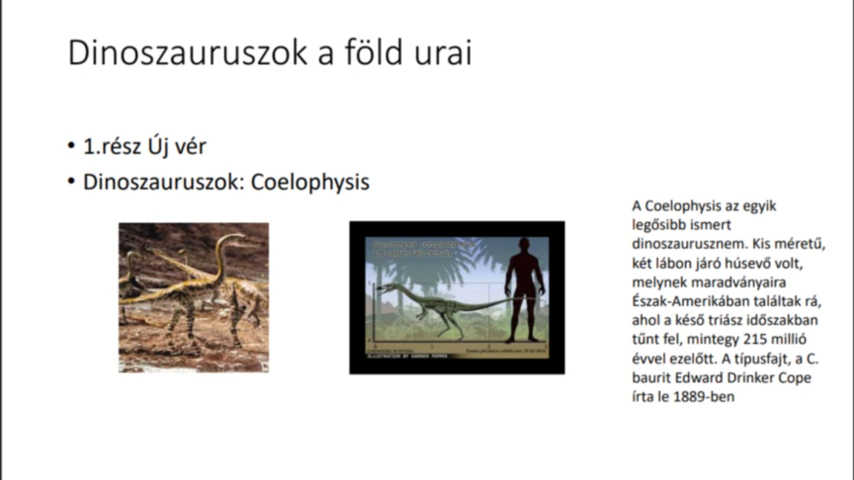 Dinoszauruszok a föld urai
• 1.rész Új vér
• Dinoszauruszok: Coelophysis
A Coelophysis az egyik
legősibb ismert
dinoszaurusznem. Kis méretű,
két lábon járó húsevő volt,
melynek maradványaira
Észak-Amerikában találtak rá,
ahol a késő triász időszakban
tűnt fel, mintegy 215 millió
évvel ezelőtt. A típusfajt, a C.
baurit Edward Drinker Cope
írta le 1889-ben